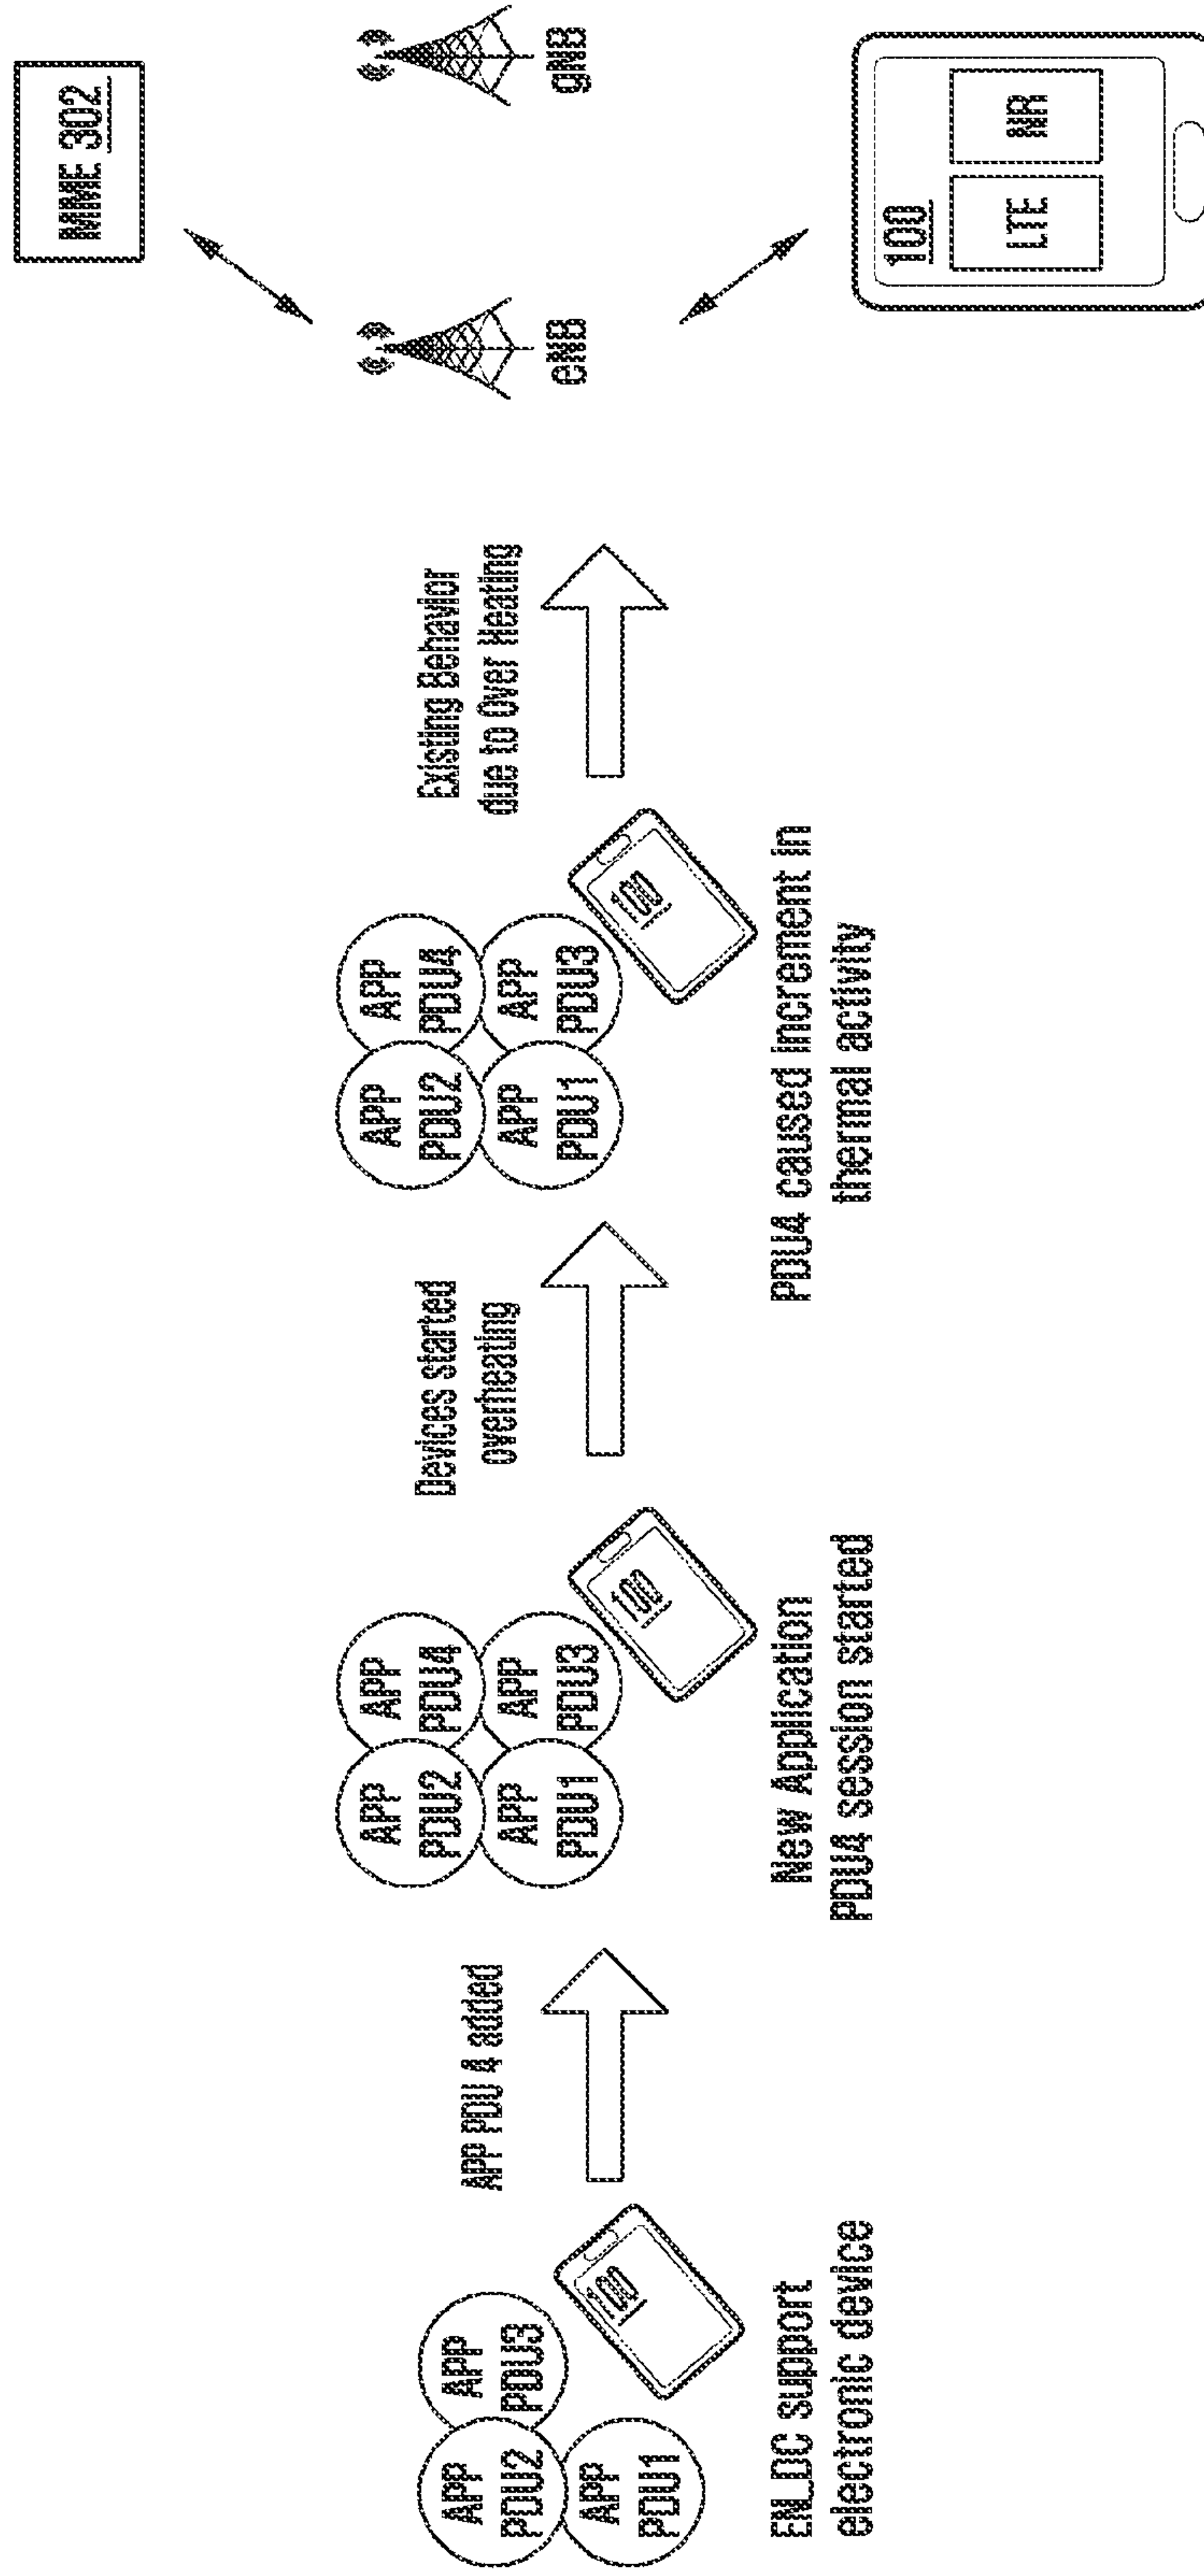 APP
PDU2
APP
PDU3
APP
PDU1
100
EN_DC support
electronic device
APP PDU 4 added
APP
PDU2
APP
PDU4
APP
PDU1
APP
PDU3
100
New Application
PDU4 session started
Devices started
overheating
APP
PDU2
APP
PDU4
APP
PDU1
APP
PDU3
100
PDU4 caused increment in
thermal activity
Existing Behavior
due to Over Heating
MME 302
eNB
gNB
100
LTE
NR